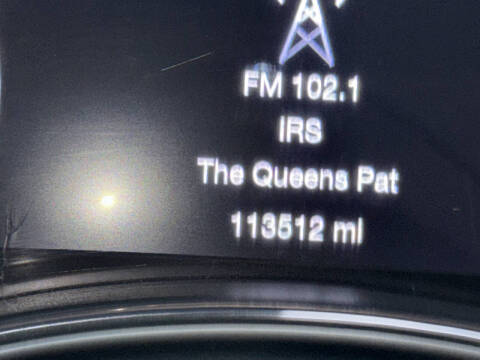 FM 102.1
IRS
The Queens Pat
113512 mi